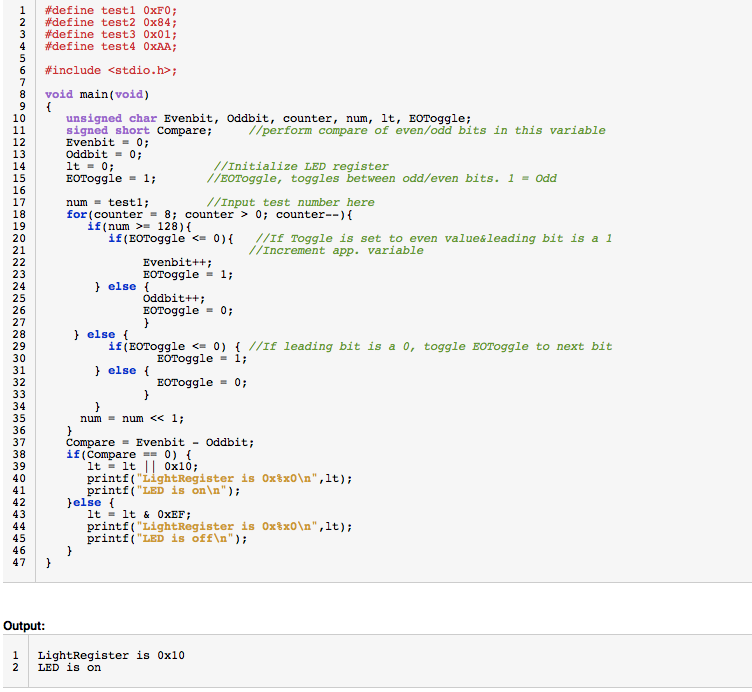 1 #define test1 0xF0;
2 #define test2 0x84;
3 #define test3 0x01;
4 #define test4 0xAA;
5
6 #include <stdio.h>;
7
8 void main(void)
9 {
10 unsigned char Evenbit, Oddbit, counter, num, lt, EOToggle;
11 signed short Compare; //perform compare of even/odd bits in this variable
12 Evenbit = 0;
13 Oddbit = 0;
14 lt = 0; //Initialize LED register
15 EOToggle = 1; //EOToggle, toggles between odd/even bits. 1 = Odd
16
17 num = test1; //Input test number here
18 for(counter = 8; counter > 0; counter--){
19 if(num >= 128){
20 if(EOToggle <= 0){ //If Toggle is set to even value&leading bit is a 1
21 //Increment app. variable
22 Evenbit++;
23 EOToggle = 1;
24 } else {
25 Oddbit++;
26 EOToggle = 0;
27 }
28 } else {
29 if(EOToggle <= 0) { //If leading bit is a 0, toggle EOToggle to next bit
30 EOToggle = 1;
31 } else {
32 EOToggle = 0;
33 }
34 }
35 num = num << 1;
36 }
37 Compare = Evenbit - Oddbit;
38 if(Compare == 0) {
39 lt = lt || 0x10;
40 printf("LightRegister is 0x%x0\n",lt);
41 printf("LED is on\n");
42 }else {
43 lt = lt & 0xEF;
44 printf("LightRegister is 0x%x0\n",lt);
45 printf("LED is off\n");
46 }
47 }
Output:
1 LightRegister is 0x10
2 LED is on